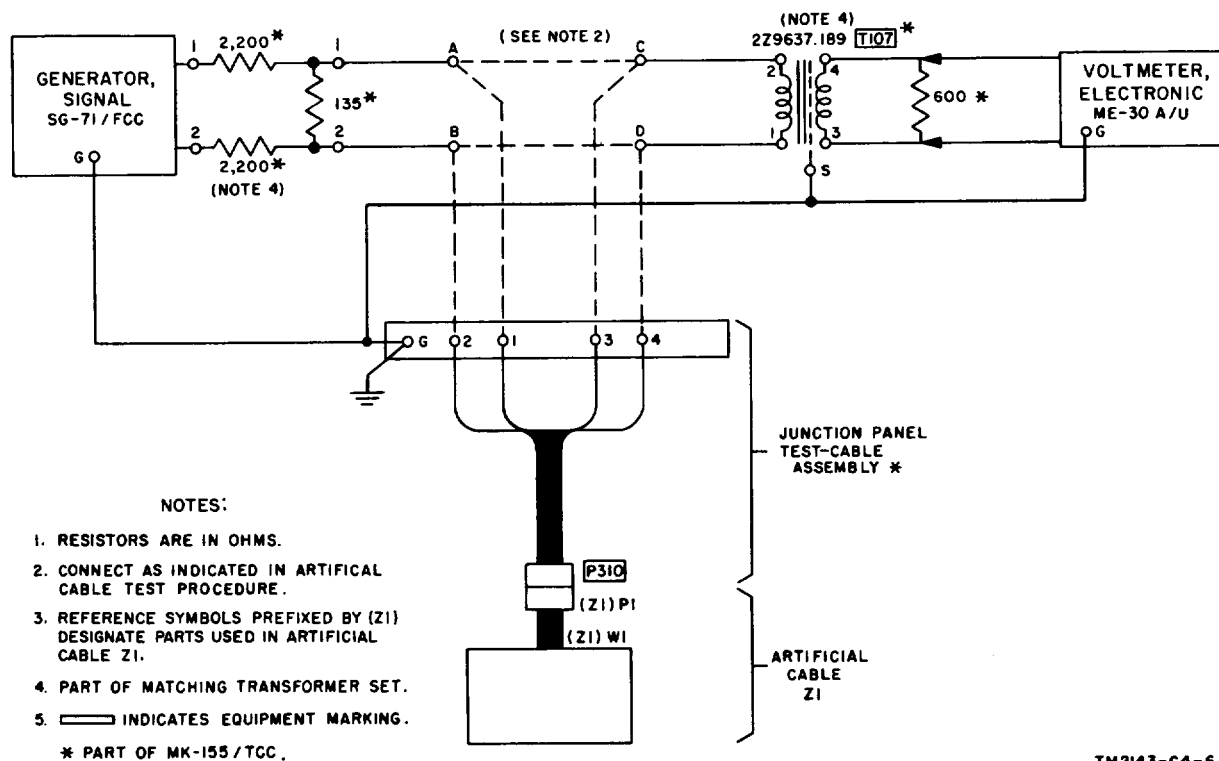 GENERATOR,
SIGNAL
SG-71/FCC
G
1
2,200*
1
135*
2
2,200*
2
(NOTE 4)
A
(SEE NOTE 2)
C
B
D
(NOTE 4)
2Z9637.189 T107 *
2
4
1
3
S
600 *
VOLTMETER,
ELECTRONIC
ME-30 A/U
G
G
2
1
3
4
JUNCTION PANEL
TEST-CABLE
ASSEMBLY *
P310
(Z1) P1
(Z1) W1
ARTIFICIAL
CABLE
Z1
NOTES:
1. RESISTORS ARE IN OHMS.
2. CONNECT AS INDICATED IN ARTIFICAL
CABLE TEST PROCEDURE.
3. REFERENCE SYMBOLS PREFIXED BY (Z1)
DESIGNATE PARTS USED IN ARTIFICIAL
CABLE Z1.
4. PART OF MATCHING TRANSFORMER SET.
5. INDICATES EQUIPMENT MARKING.
* PART OF MK-155/TCC.
TM2143-C4-6